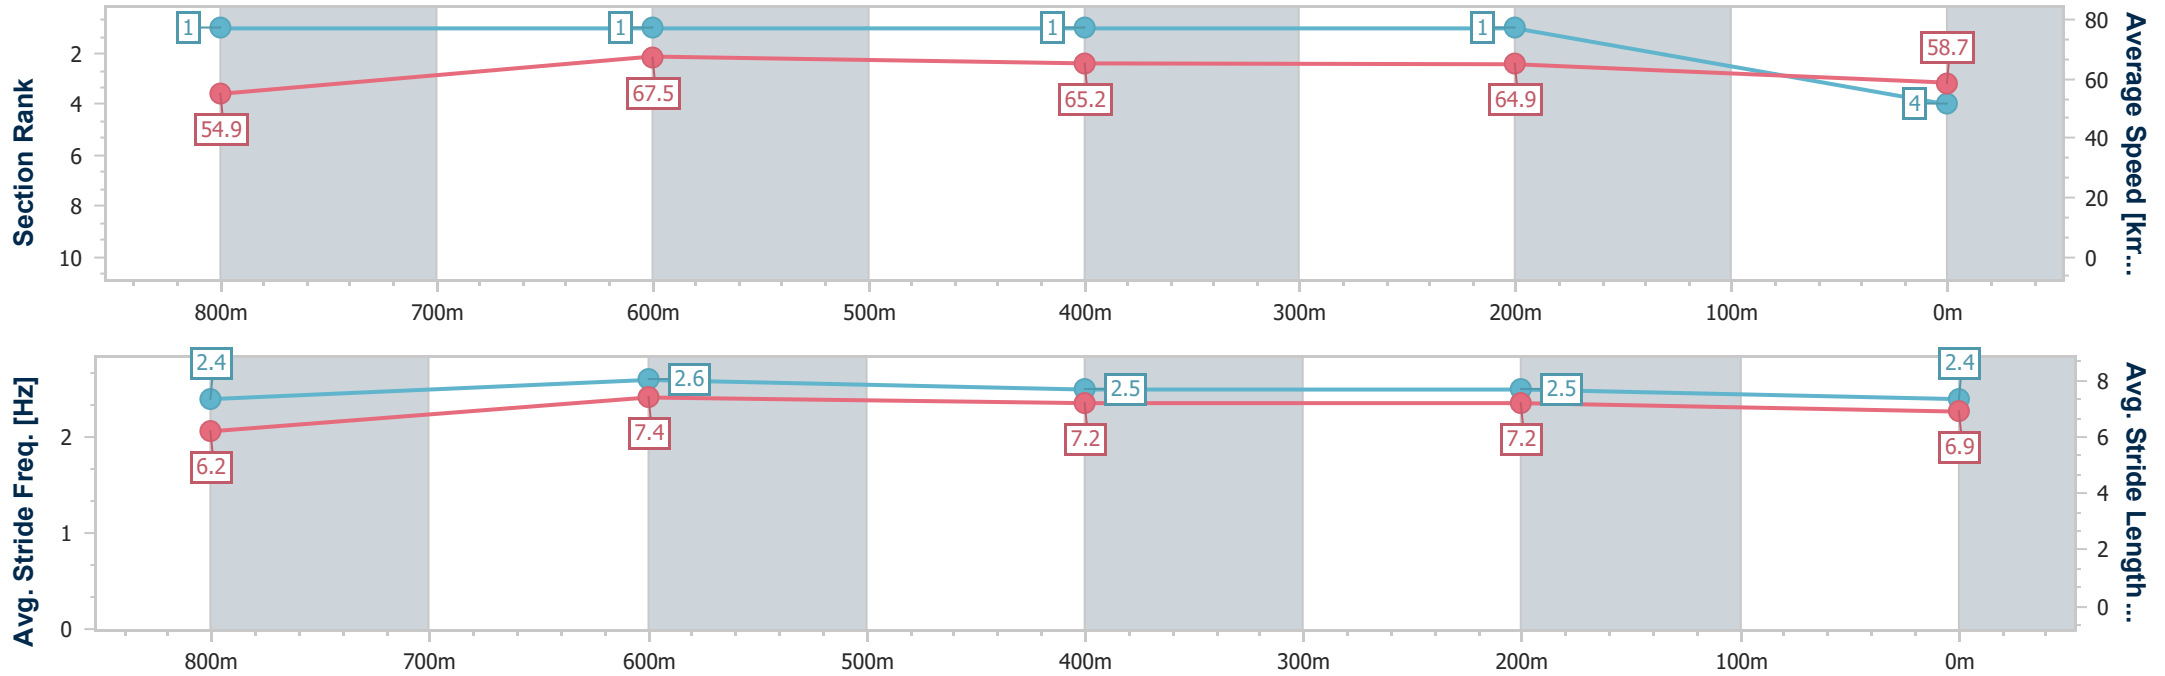 Section Rank
2
4
6
8
10
1
1
1
1
4
54.9
67.5
65.2
64.9
58.7
80
60
40
20
0
Average Speed [km...
800m
700m
600m
500m
400m
300m
200m
100m
0m
Avg. Stride Freq. [Hz]
2
1
0
2.4
2.6
2.5
2.5
2.4
6.2
7.4
7.2
7.2
6.9
8
6
4
2
0
Avg. Stride Length...
800m
700m
600m
500m
400m
300m
200m
100m
0m